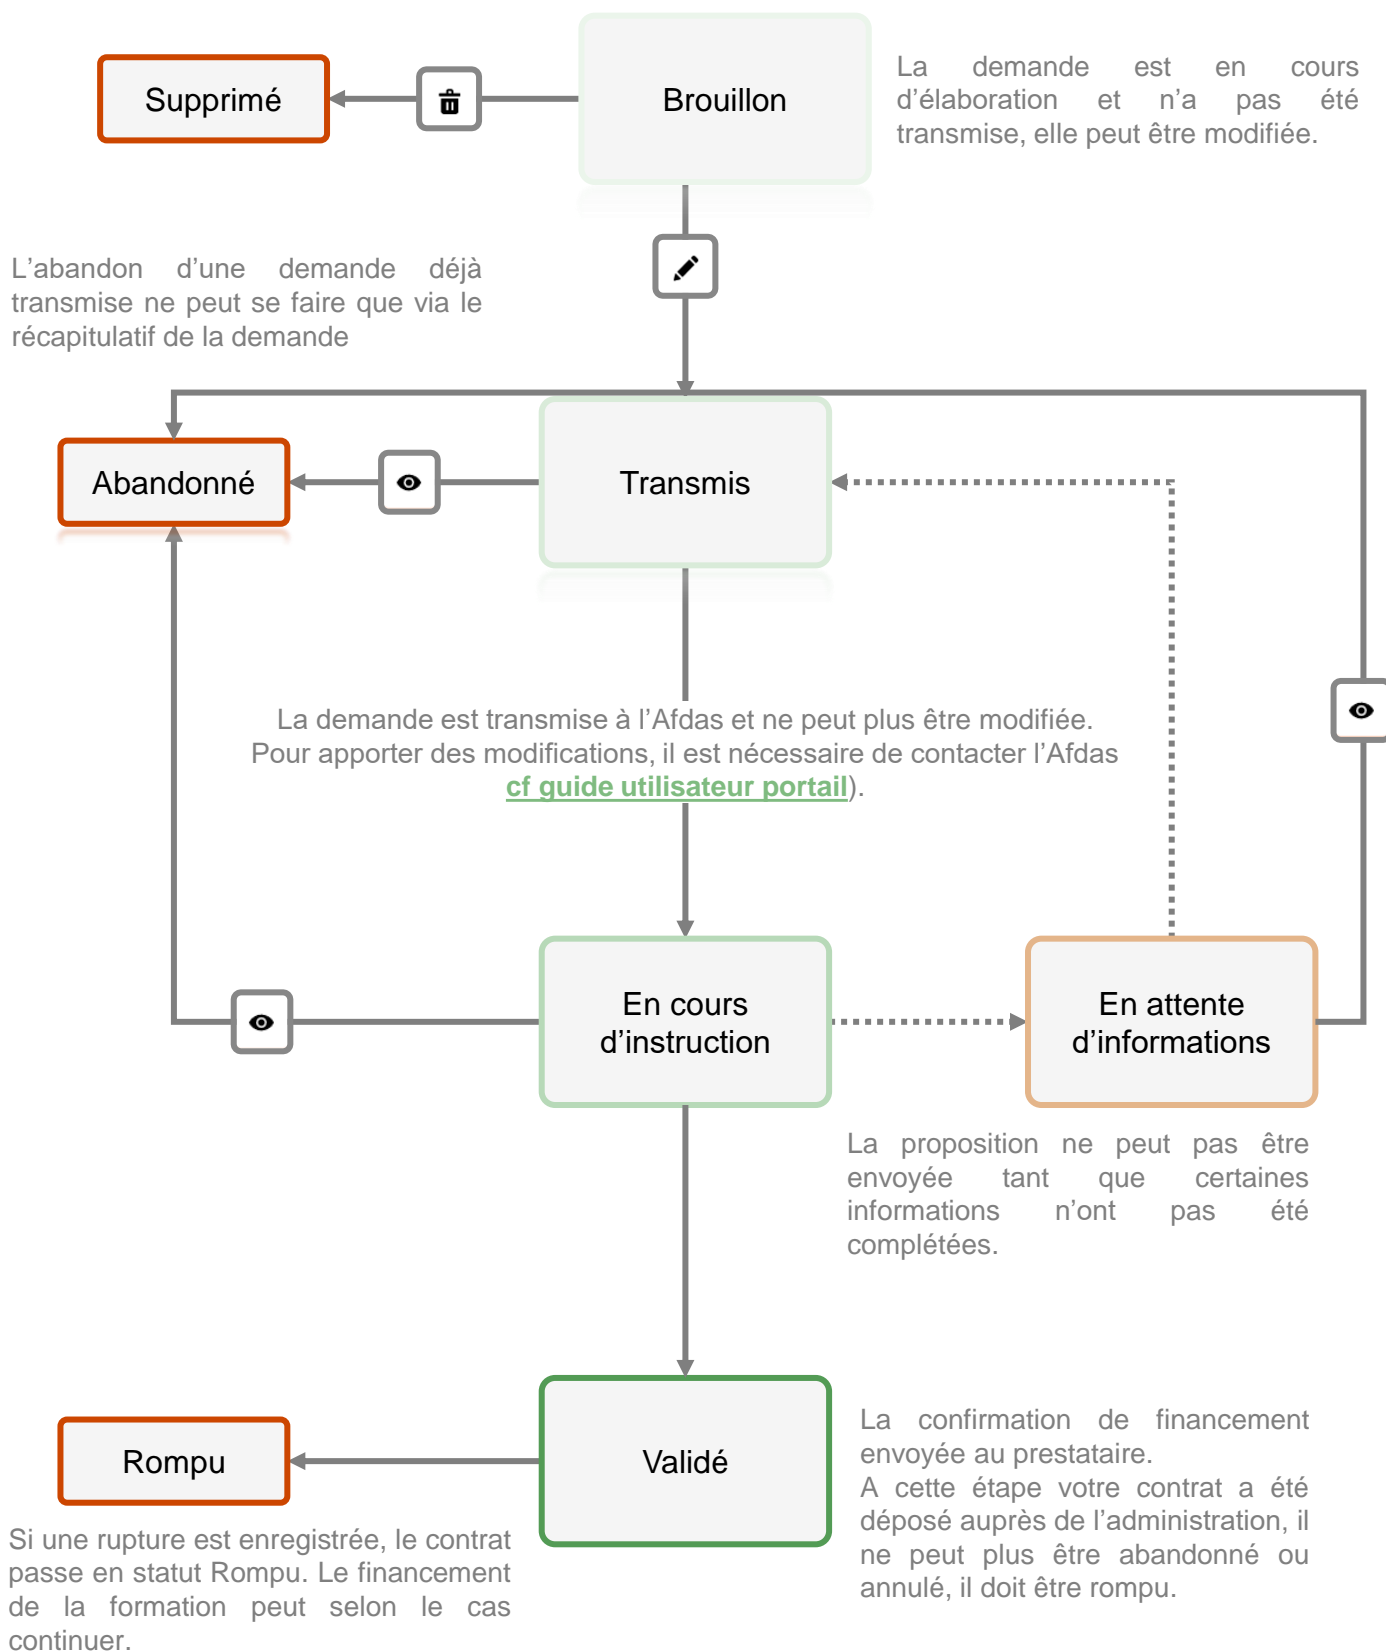 Supprimé
Brouillon
La demande est en cours
d’élaboration et n’a pas été
transmise, elle peut être modifiée.
L’abandon d’une demande déjà
transmise ne peut se faire que via le
récapitulatif de la demande
Abandonné
Transmis
La demande est transmise à l’Afdas et ne peut plus être modifiée.
Pour apporter des modifications, il est nécessaire de contacter l’Afdas
cf guide utilisateur portail).
En cours
d’instruction
En attente
d’informations
La proposition ne peut pas être
envoyée tant que certaines
informations n’ont pas été
complétées.
Rompu
Validé
La confirmation de financement
envoyée au prestataire.
A cette étape votre contrat a été
déposé auprès de l’administration, il
ne peut plus être abandonné ou
annulé, il doit être rompu.
Si une rupture est enregistrée, le contrat
passe en statut Rompu. Le financement
de la formation peut selon le cas
continuer.